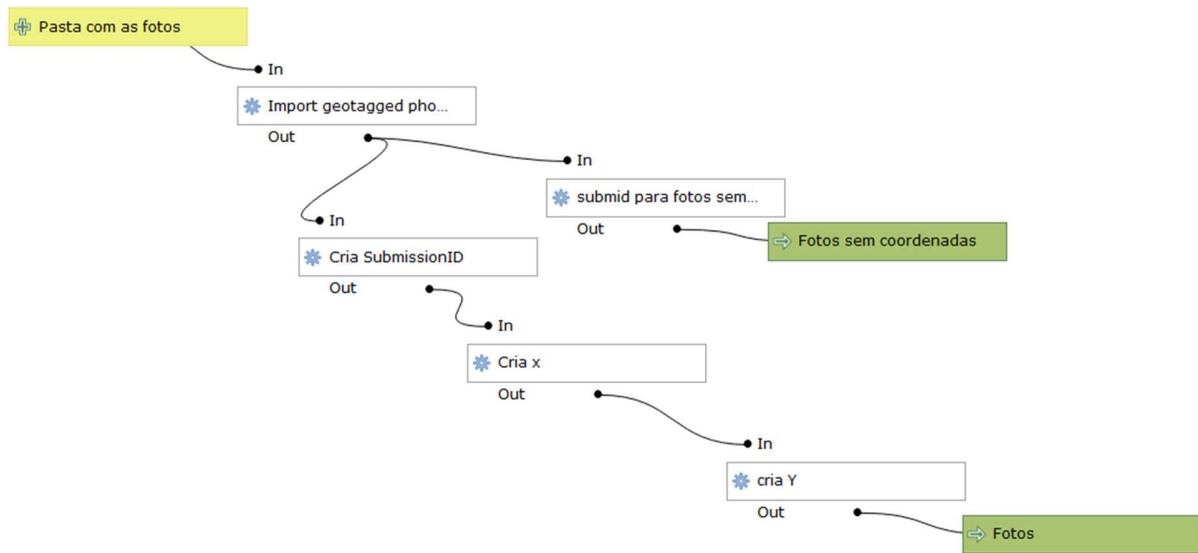 Pasta com as fotos
In
Import geotagged pho...
Out
In
submid para fotos sem...
Out
Fotos sem coordenadas
In
Cria SubmissionID
Out
In
Cria x
Out
In
cria Y
Out
Fotos